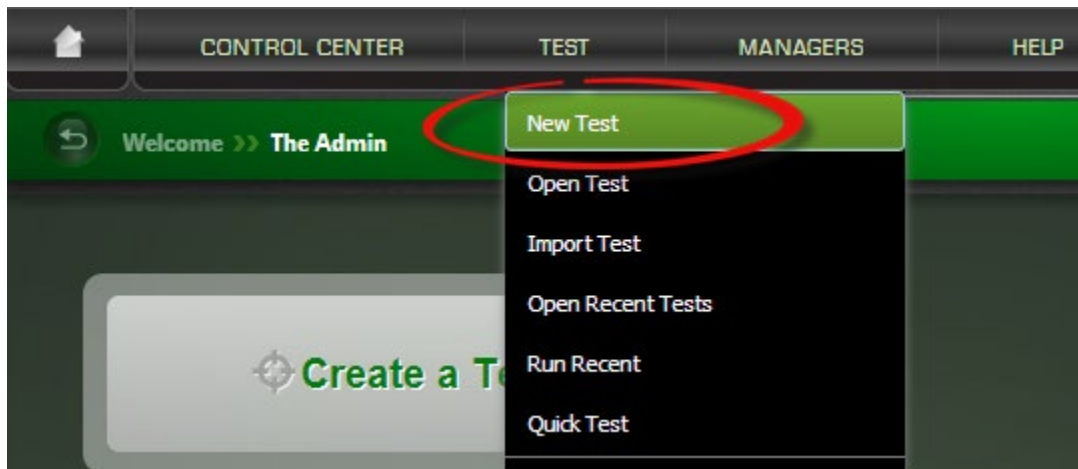 CONTROL CENTER TEST MANAGERS HELP
Welcome >> The Admin
New Test
Open Test
Import Test
Open Recent Tests
Run Recent
Quick Test
Create a